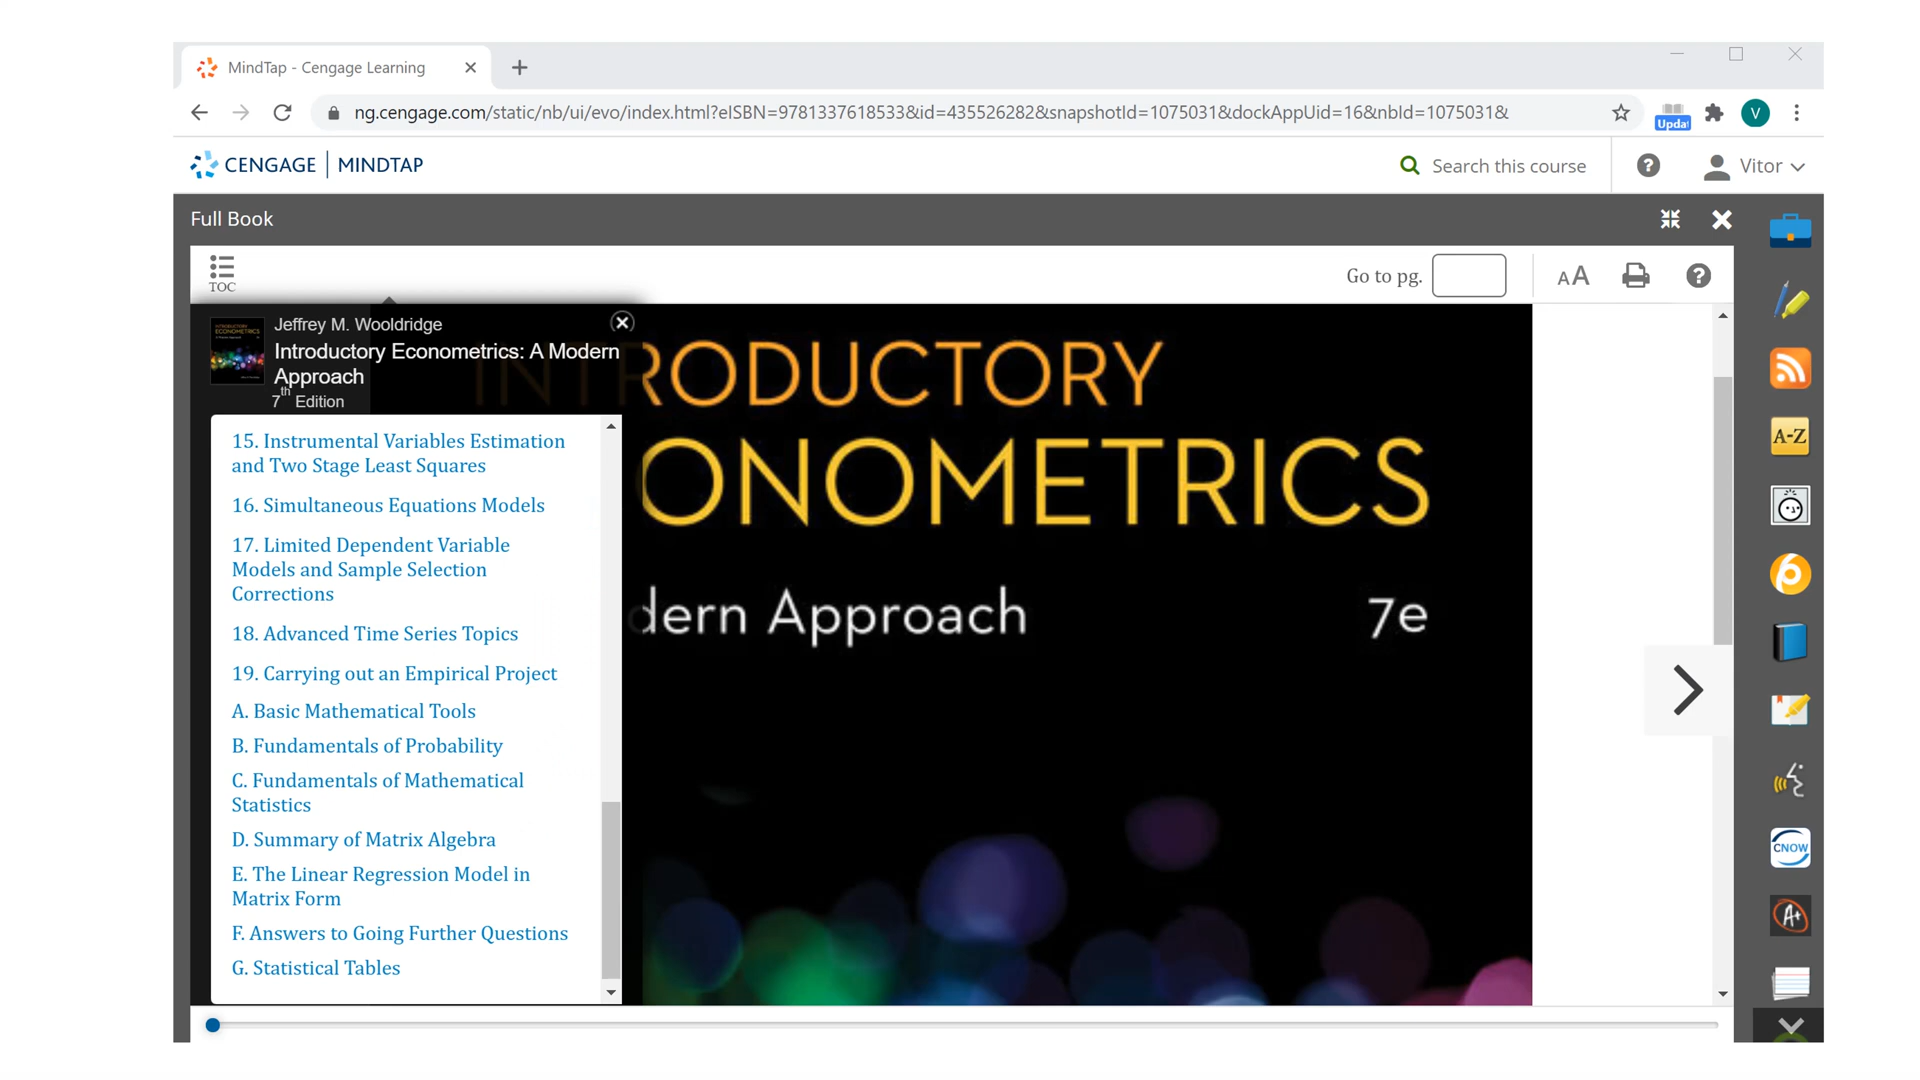 MindTap - Cengage Learning
ng.cengage.com/static/nb/ui/evo/index.html?eISBN=9781337618533&id=435526282&snapshotId=1075031&dockAppUid=16&nbId=1075031&
Updat
V
CENGAGE | MINDTAP
Search this course
Vitor
Full Book
TOC
Go to pg.
AA
Jeffrey M. Wooldridge
Introductory Econometrics: A Modern
Approach
7th Edition
15. Instrumental Variables Estimation
and Two Stage Least Squares
16. Simultaneous Equations Models
17. Limited Dependent Variable
Models and Sample Selection
Corrections
18. Advanced Time Series Topics
19. Carrying out an Empirical Project
A. Basic Mathematical Tools
B. Fundamentals of Probability
C. Fundamentals of Mathematical
Statistics
D. Summary of Matrix Algebra
E. The Linear Regression Model in
Matrix Form
F. Answers to Going Further Questions
G. Statistical Tables
INTRODUCTORY
ONOMETRICS
dern Approach 7e
A-Z
CNOW
A+